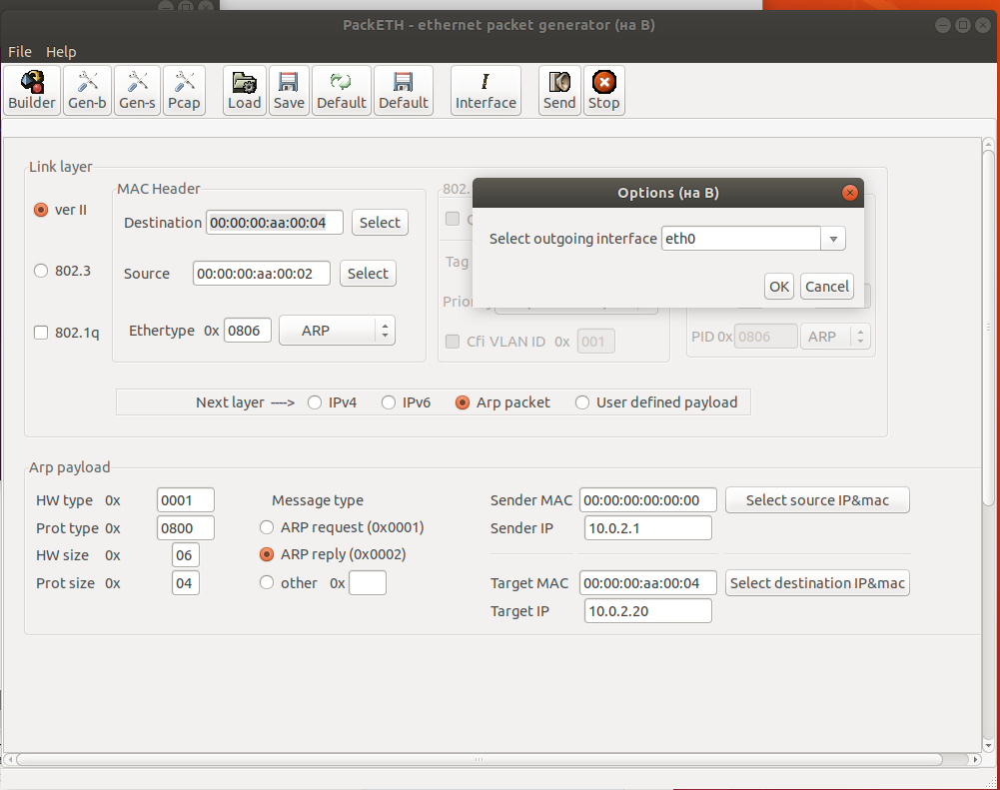 PackETH - ethernet packet generator (на B)
File Help
Builder Gen-b Gen-s Pcap Load Save Default Default Interface Send Stop
Link layer
MAC Header
802.
Options (на B)
ver II
Destination 00:00:00:aa:00:04 Select
Select outgoing interface eth0
802.3
Source 00:00:00:aa:00:02 Select
Tag
OK Cancel
802.1q
Ethertype 0x 0806 ARP
Cfi VLAN ID 0x 001
PID 0x 0806 ARP
Next layer ----> IPv4 IPv6 Arp packet User defined payload
Arp payload
HW type 0x 0001
Message type
Sender MAC 00:00:00:00:00:00 Select source IP&mac
Prot type 0x 0800
ARP request (0x0001)
Sender IP 10.0.2.1
HW size 0x 06
ARP reply (0x0002)
Prot size 0x 04
other 0x
Target MAC 00:00:00:aa:00:04 Select destination IP&mac
Target IP 10.0.2.20